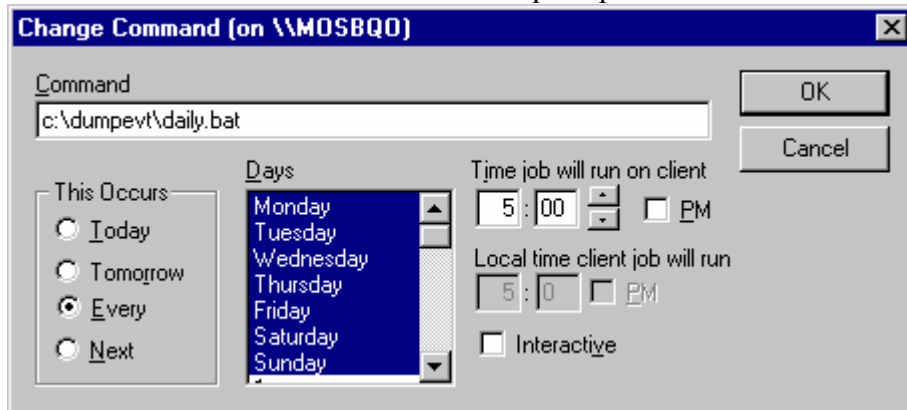 Change Command (on \\MOSBQO)
Command
c:\dumpevt\daily.bat
OK
Cancel
This Occurs
Today
Tomorrow
Every
Next
Days
Monday
Tuesday
Wednesday
Thursday
Friday
Saturday
Sunday
Time job will run on client
5 : 00 PM
Local time client job will run
5 : 0 PM
Interactive